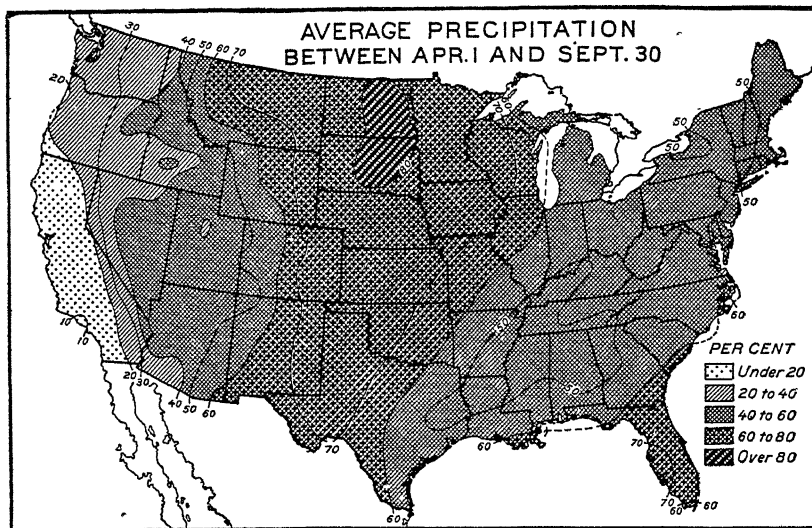 AVERAGE PRECIPITATION
BETWEEN APR. 1 AND SEPT. 30
30
40 50 60 70
20
50
50
50
50
50
10
10
20 30
40 50 60
70
60
60
60
70
70
60
60
PER CENT
Under 20
20 to 40
40 to 60
60 to 80
Over 80